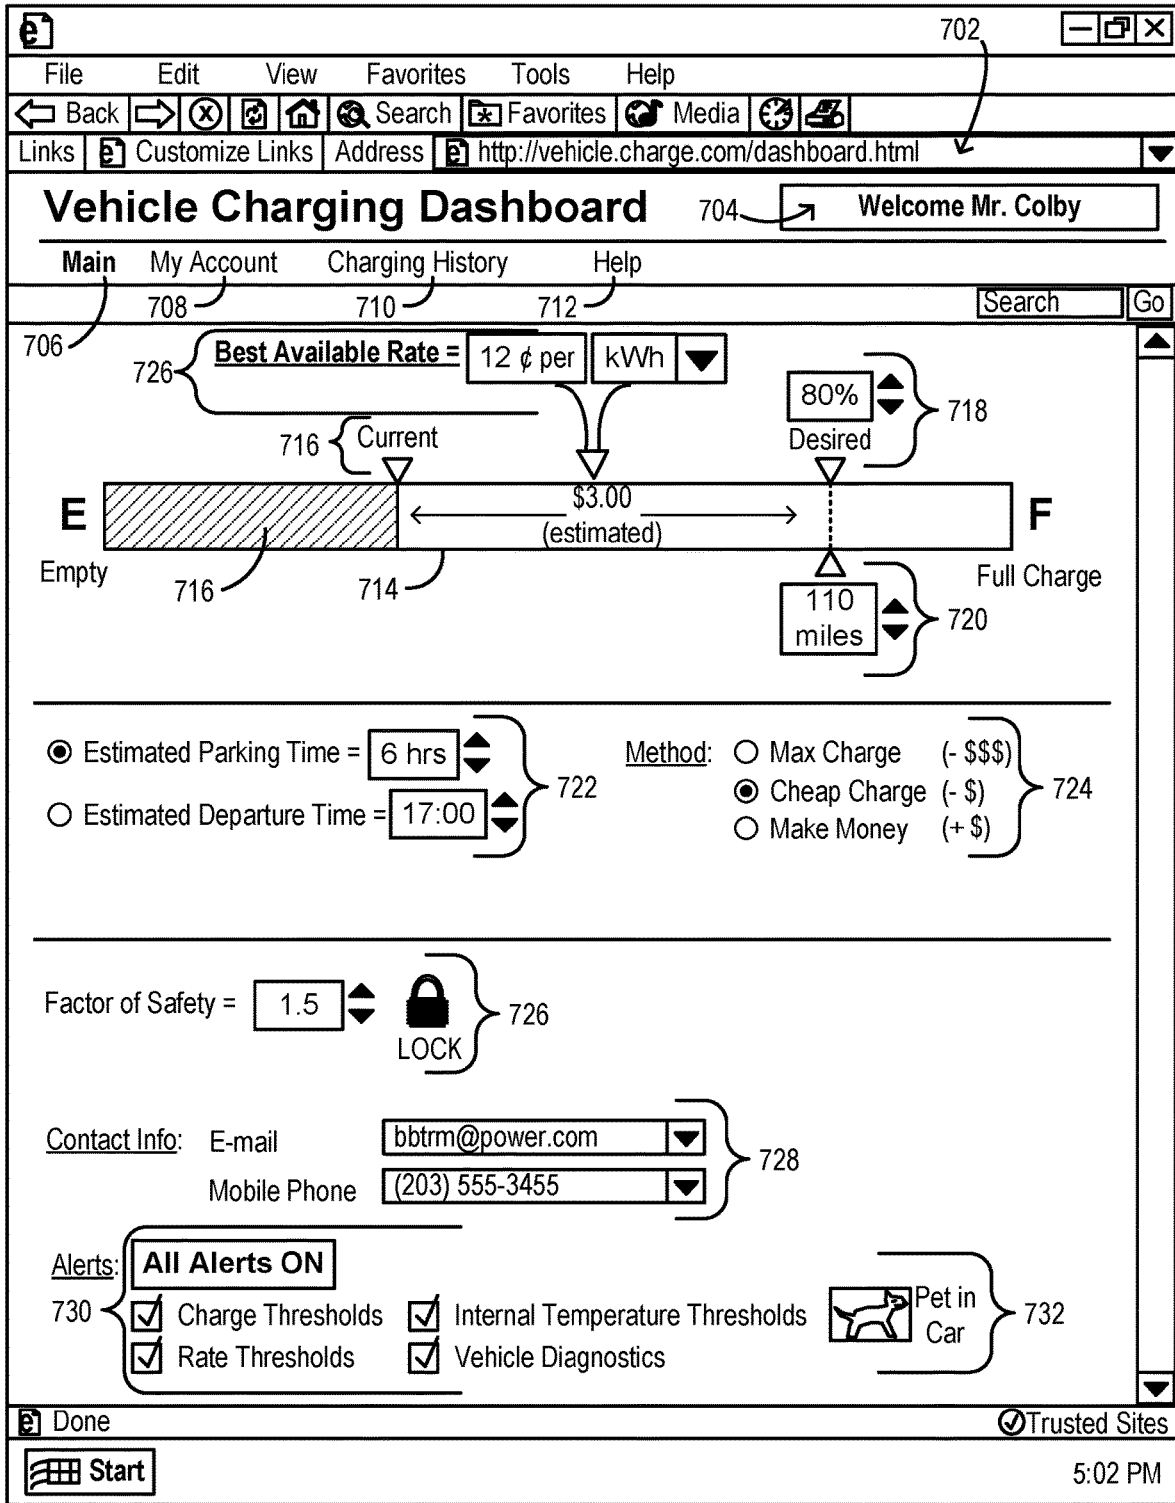 702
File Edit View Favorites Tools Help
Back Search Favorites Media
Links Customize Links Address http://vehicle.charge.com/dashboard.html
Vehicle Charging Dashboard 704 Welcome Mr. Colby
Main My Account Charging History Help
708 710 712 Search Go
706
726 Best Available Rate = 12 ¢ per kWh
80% 718
716 Current Desired
E $3.00 F
(estimated)
Empty 716 714 Full Charge
110
miles 720
Estimated Parking Time = 6 hrs Method: Max Charge (- $$$)
722 Cheap Charge (- $) 724
Estimated Departure Time = 17:00 Make Money (+ $)
Factor of Safety = 1.5 726
LOCK
Contact Info: E-mail bbtrm@power.com
728
Mobile Phone (203) 555-3455
Alerts: All Alerts ON
730 Charge Thresholds Internal Temperature Thresholds Pet in 732
Car
Rate Thresholds Vehicle Diagnostics
Done Trusted Sites
Start 5:02 PM